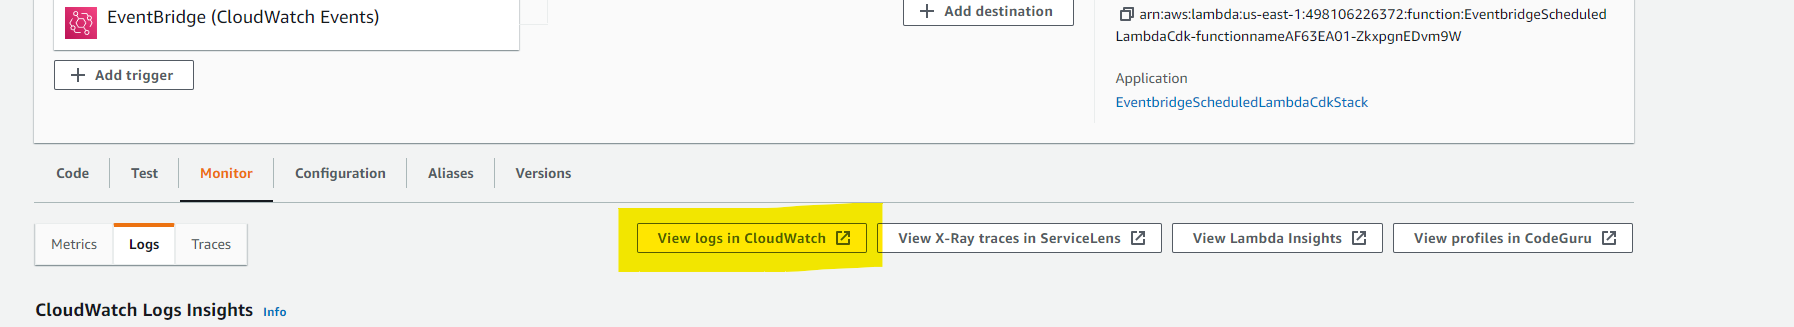 EventBridge (CloudWatch Events)
Add trigger
Add destination
arn:aws:lambda:us-east-1:498106226372:function:EventbridgeScheduled
LambdaCdk-functionnameAF63EA01-ZkxpgnEDvm9W
Application
EventbridgeScheduledLambdaCdkStack
Code Test Monitor Configuration Aliases Versions
Metrics Logs Traces View logs in CloudWatch View X-Ray traces in ServiceLens View Lambda Insights View profiles in CodeGuru
CloudWatch Logs Insights Info